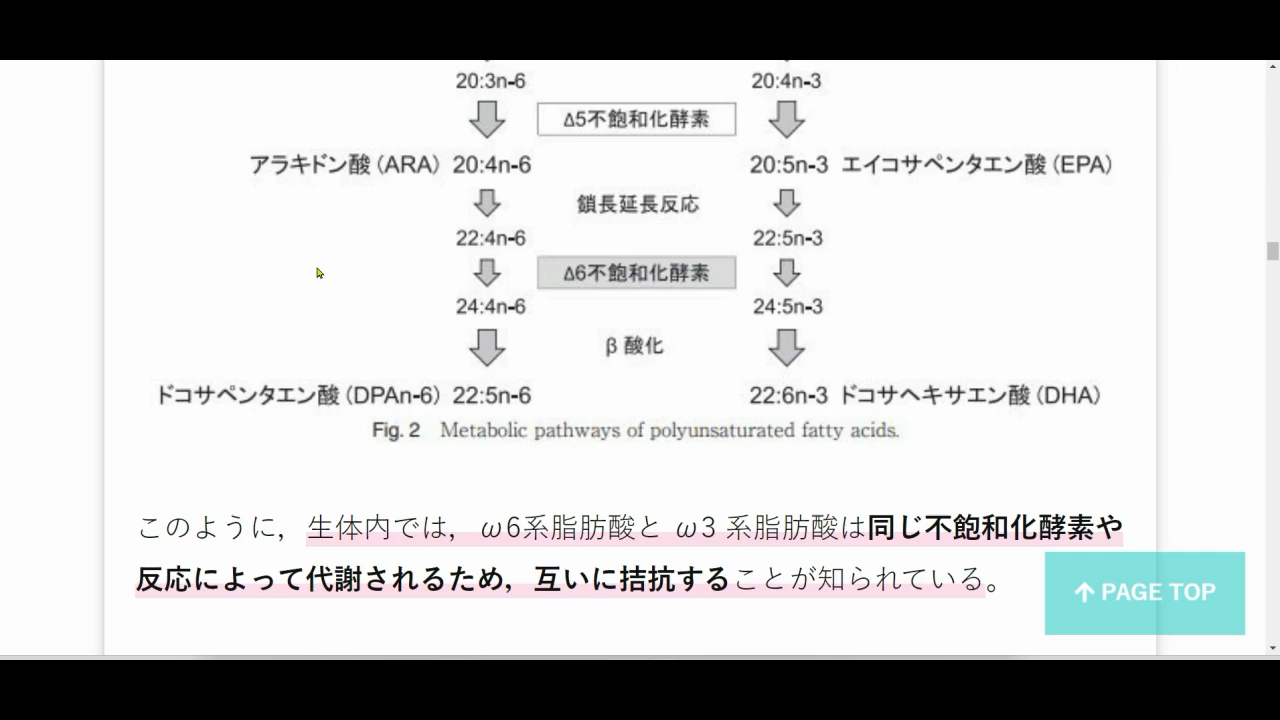 20:3n-6 20:4n-3
Δ5不飽和化酵素
アラキドン酸 (ARA) 20:4n-6 20:5n-3 エイコサペンタエン酸 (EPA)
鎖長延長反応
22:4n-6 22:5n-3
Δ6不飽和化酵素
24:4n-6 24:5n-3
β 酸化
ドコサペンタエン酸 (DPAn-6) 22:5n-6 22:6n-3 ドコサヘキサエン酸 (DHA)
Fig. 2 Metabolic pathways of polyunsaturated fatty acids.
このように，生体内では，ω6系脂肪酸と ω3 系脂肪酸は同じ不飽和化酵素や
反応によって代謝されるため，互いに拮抗することが知られている。
↑ PAGE TOP